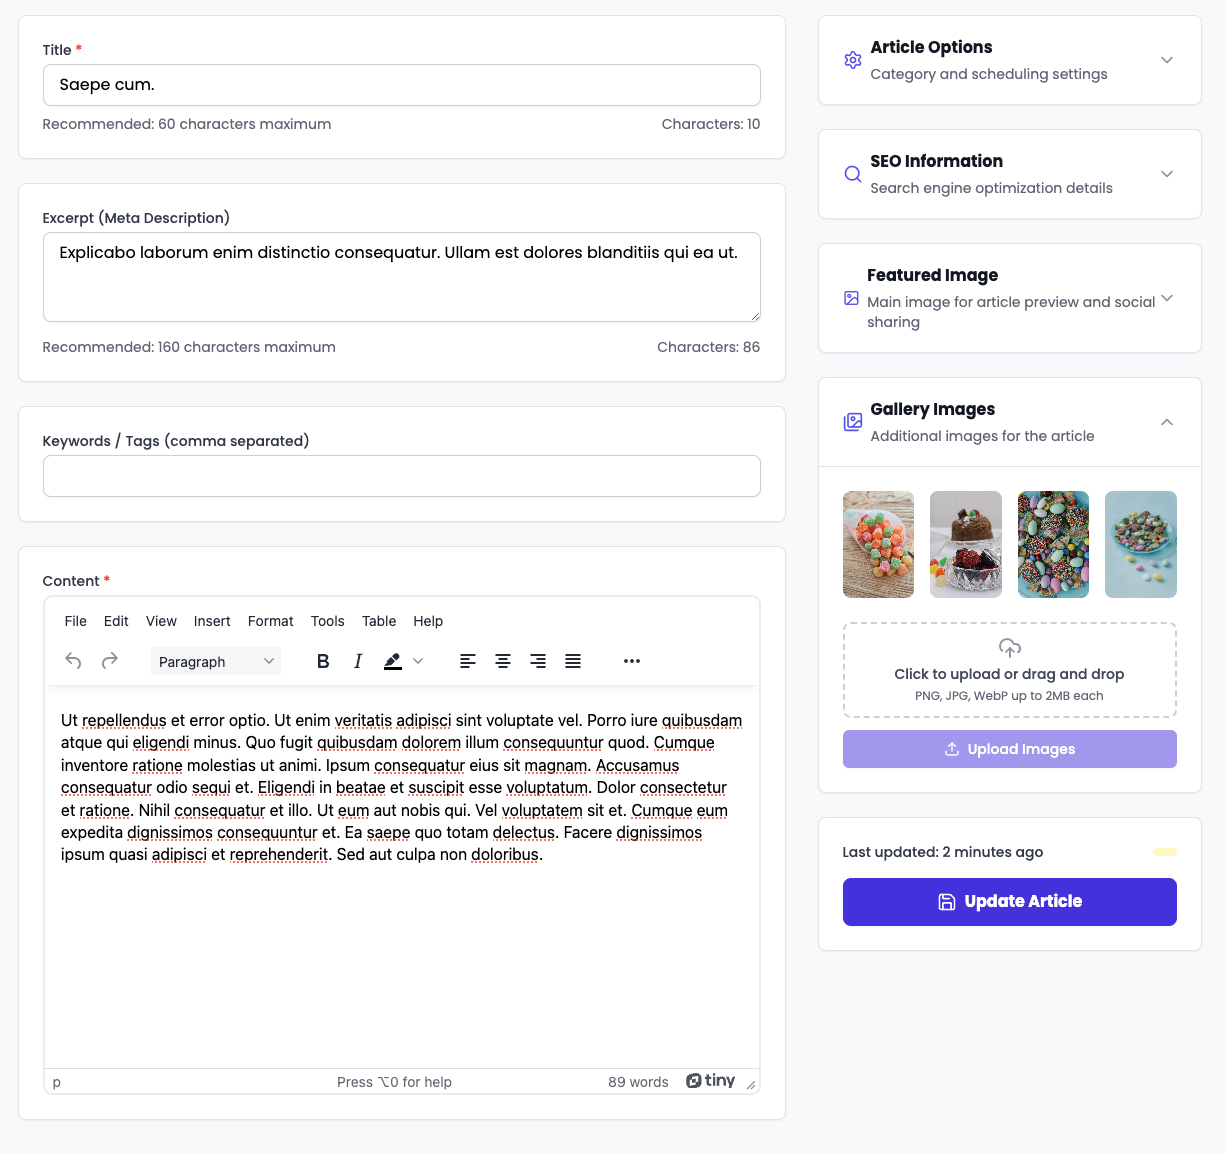 Title *
Saepe cum.
Recommended: 60 characters maximum
Characters: 10
Excerpt (Meta Description)
Explicabo laborum enim distinctio consequatur. Ullam est dolores blanditiis qui ea ut.
Recommended: 160 characters maximum
Characters: 86
Keywords / Tags (comma separated)
Content *
File Edit View Insert Format Tools Table Help
Paragraph B I
Ut repellendus et error optio. Ut enim veritatis adipisci sint voluptate vel. Porro iure quibusdam
atque qui eligendi minus. Quo fugit quibusdam dolorem illum consequuntur quod. Cumque
inventore ratione molestias ut animi. Ipsum consequatur eius sit magnam. Accusamus
consequatur odio sequi et. Eligendi in beatae et suscipit esse voluptatum. Dolor consectetur
et ratione. Nihil consequatur et illo. Ut eum aut nobis qui. Vel voluptatem sit et. Cumque eum
expedita dignissimos consequuntur et. Ea saepe quo totam delectus. Facere dignissimos
ipsum quasi adipisci et reprehenderit. Sed aut culpa non doloribus.
p
Press ⌥0 for help
89 words
tiny
Article Options
Category and scheduling settings
SEO Information
Search engine optimization details
Featured Image
Main image for article preview and social
sharing
Gallery Images
Additional images for the article
Click to upload or drag and drop
PNG, JPG, WebP up to 2MB each
Upload Images
Last updated: 2 minutes ago
Update Article